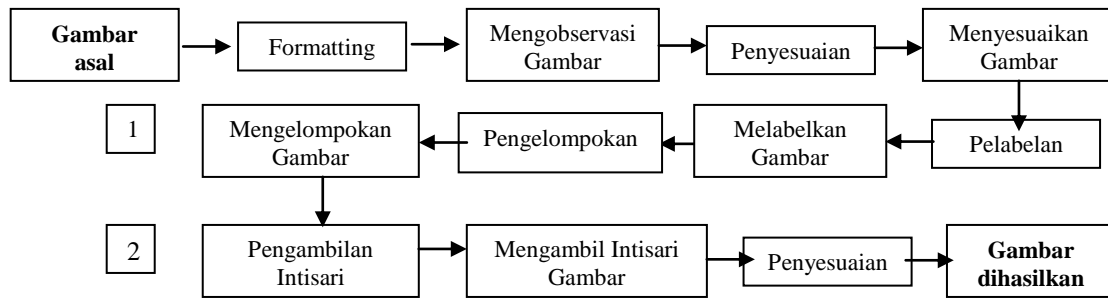 Gambar
asal
Formatting
Mengobservasi
Gambar
Penyesuaian
Menyesuaikan
Gambar
Pelabelan
Melabelkan
Gambar
Pengelompokan
Mengelompokan
Gambar
1
2
Pengambilan
Intisari
Mengambil Intisari
Gambar
Penyesuaian
Gambar
dihasilkan